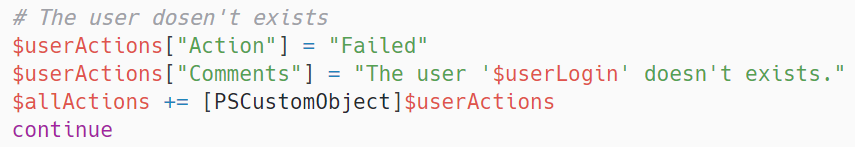 # The user dosen't exists
$userActions["Action"] = "Failed"
$userActions["Comments"] = "The user '$userLogin' doesn't exists."
$allActions += [PSCustomObject]$userActions
continue